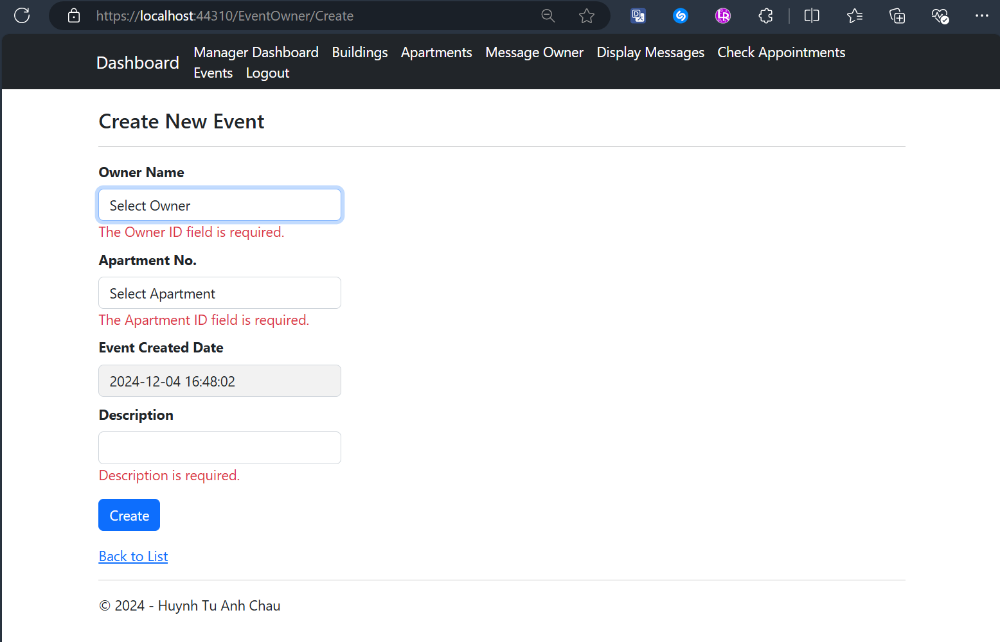 https://localhost:44310/EventOwner/Create
Dashboard
Manager Dashboard Buildings Apartments Message Owner Display Messages Check Appointments
Events Logout
Create New Event
Owner Name
Select Owner
The Owner ID field is required.
Apartment No.
Select Apartment
The Apartment ID field is required.
Event Created Date
2024-12-04 16:48:02
Description
Description is required.
Create
Back to List
© 2024 - Huynh Tu Anh Chau